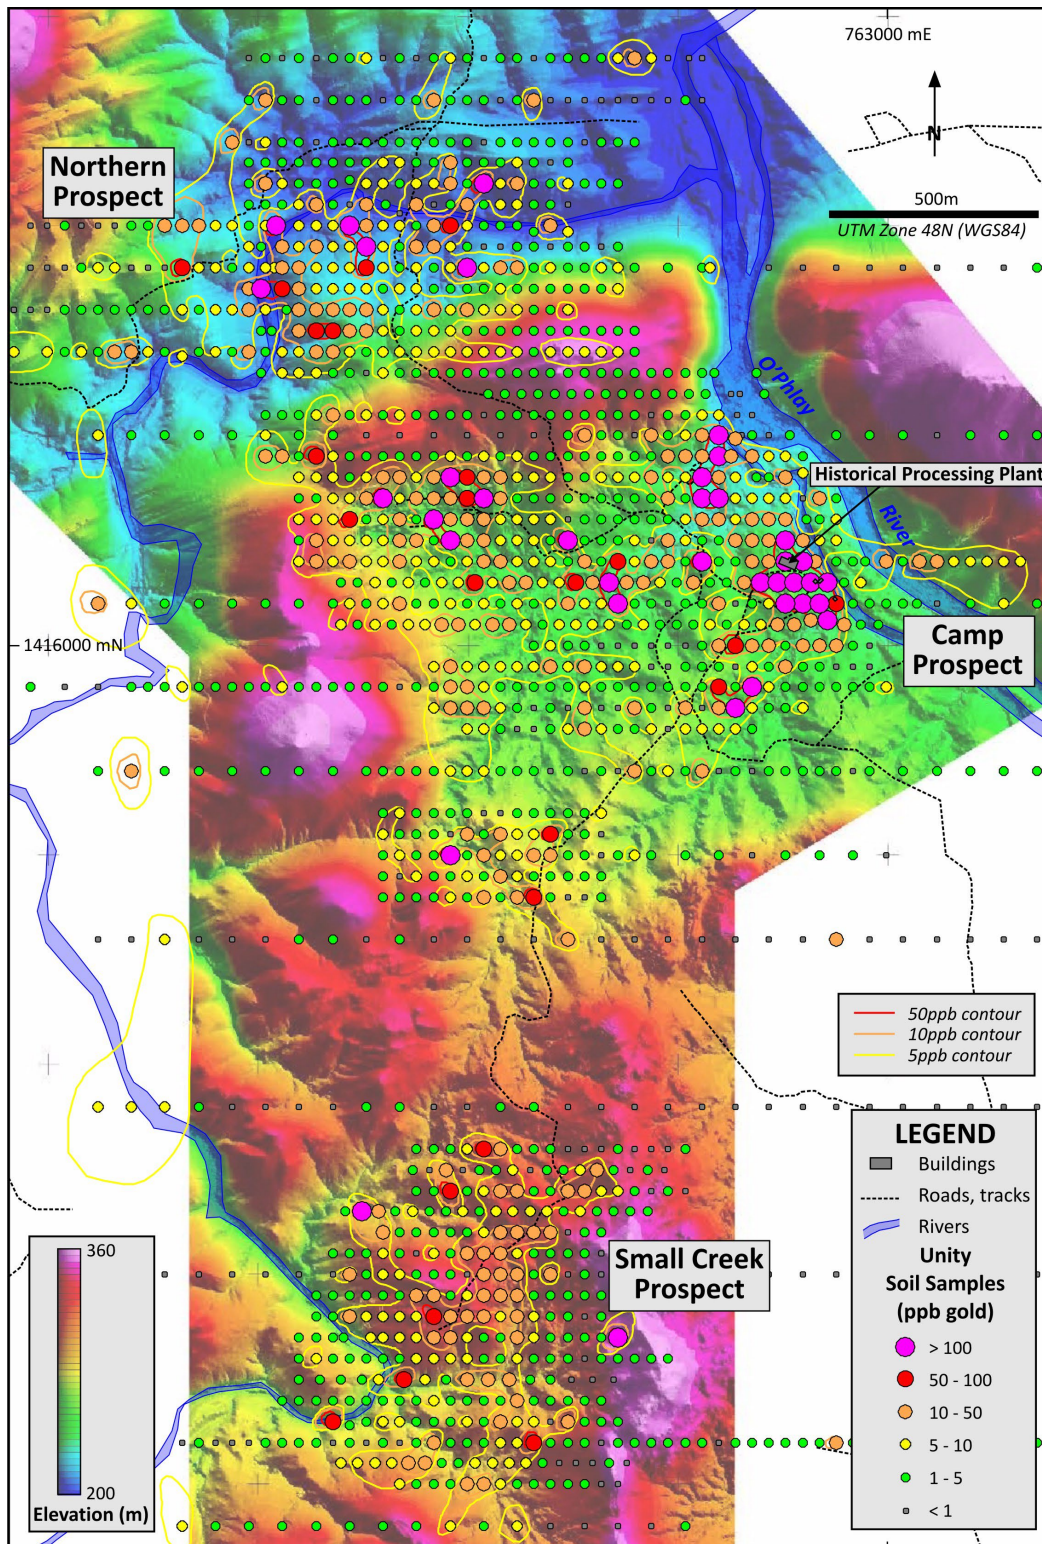 763000 mE
N
500m
UTM Zone 48N (WGS84)
Northern
Prospect
O'Phlay
River
Historical Processing Plant
Camp
Prospect
1416000 mN
50ppb contour
10ppb contour
5ppb contour
LEGEND
Buildings
Roads, tracks
Rivers
Unity
Soil Samples
(ppb gold)
> 100
50 - 100
10 - 50
5 - 10
1 - 5
< 1
Small Creek
Prospect
360
200
Elevation (m)